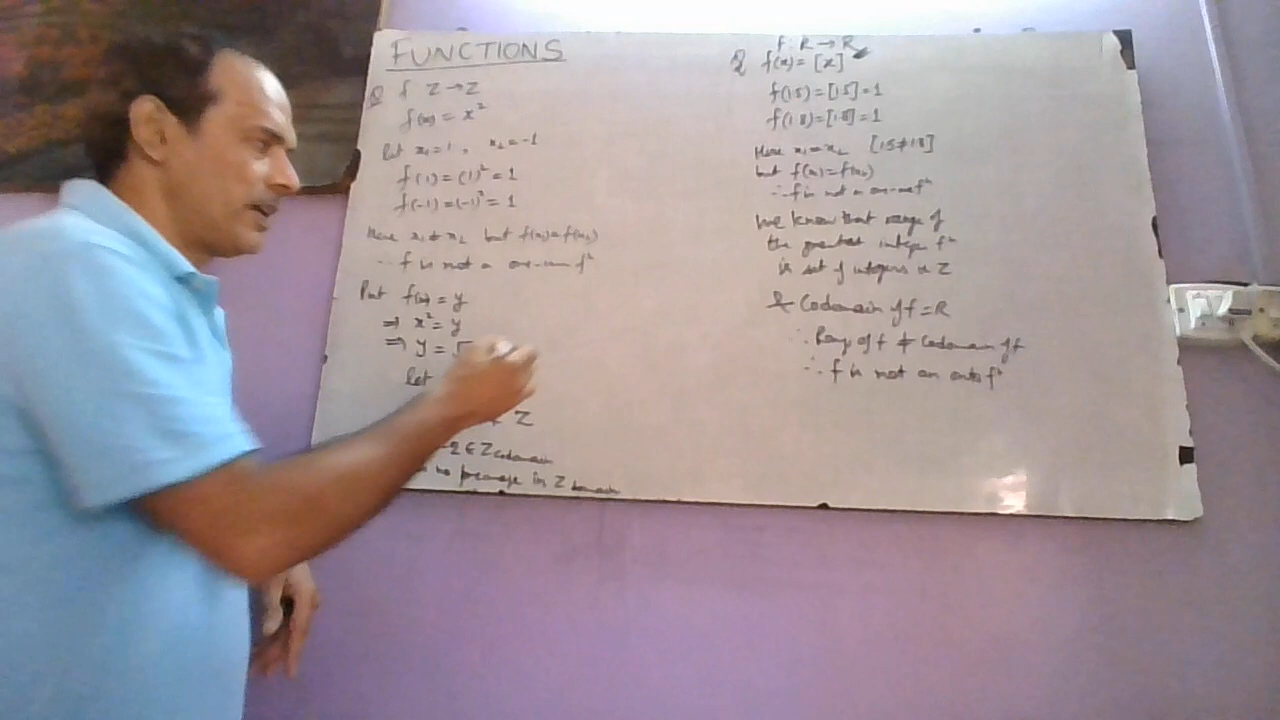 FUNCTIONS
Q f Z→Z
f(x) = x²
let x₁=1, x₂=-1
f(1) = (1)² = 1
f(-1)=(-1)² = 1
Here x₁≠x₂ but f(x₁)=f(x₂)
∴ f is not a one-one fⁿ
Put f(x) = y
⇒ x² = y
⇒ y = √
let
Z
2 ∈ Z codomain
no preimage in Z domain
f: R→R
Q f(x) = [x]
f(1.5) = [1.5] = 1
f(1.8) = [1.8] = 1
Here x₁≠x₂ [1.5≠1.8]
but f(x₁)=f(x₂)
∴ f is not a one-one fⁿ
We know that range of
the greatest integer fⁿ
is set of integers Z
& Codomain of f = R
∴ Range of f ≠ Codomain of f
∴ f is not an onto fⁿ